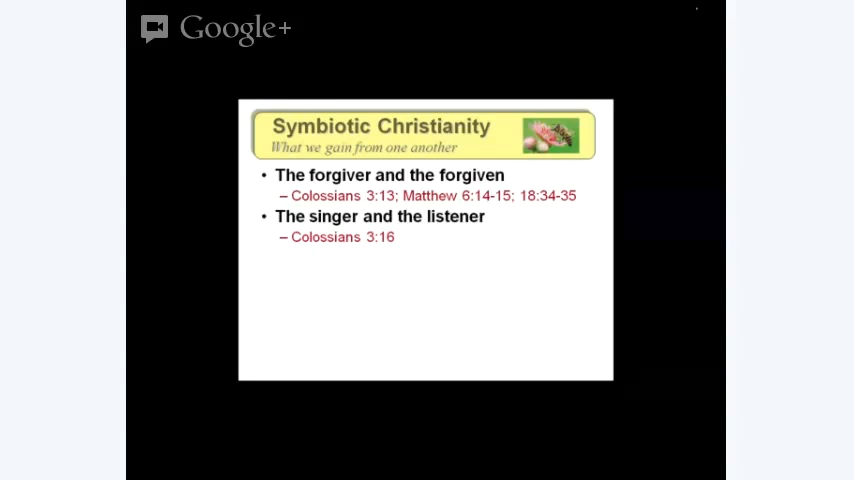 Google+
Symbiotic Christianity
What we gain from one another
• The forgiver and the forgiven
– Colossians 3:13; Matthew 6:14-15; 18:34-35
• The singer and the listener
– Colossians 3:16